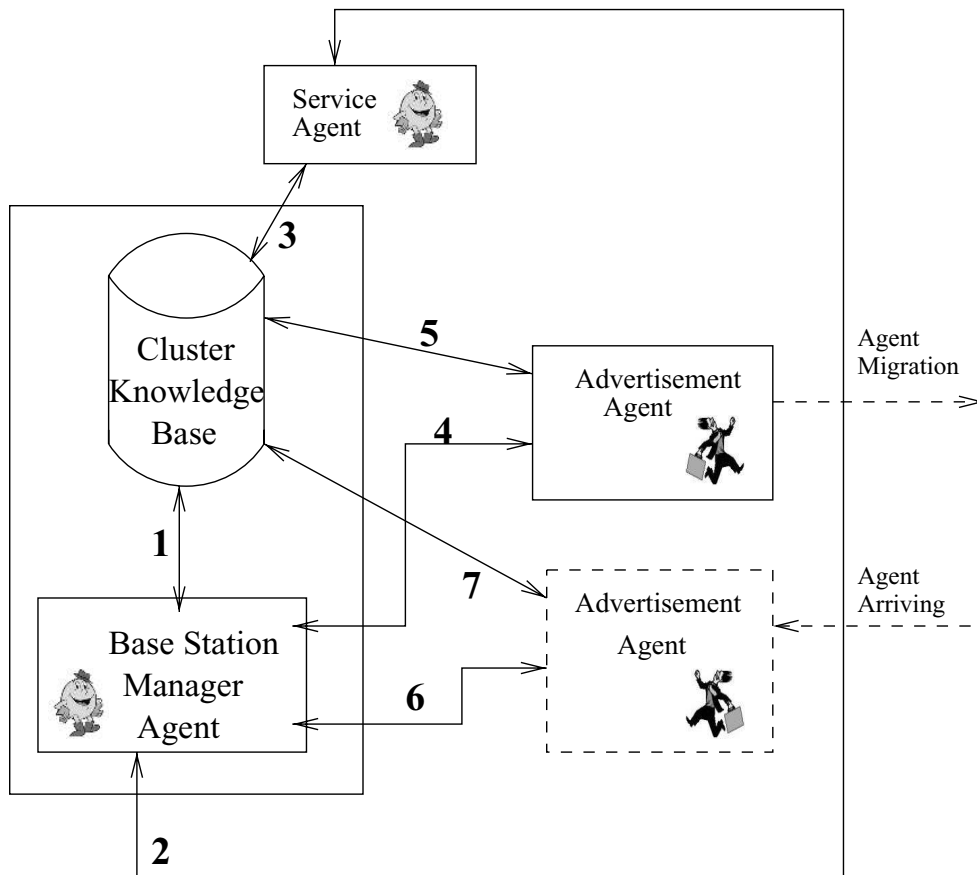 Service
Agent
3
Cluster
Knowledge
Base
5
Advertisement
Agent
Agent
Migration
4
1
7
Advertisement
Agent
Agent
Arriving
Base Station
Manager
Agent
6
2